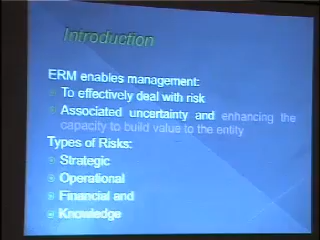 Introduction
ERM enables management:
To effectively deal with risk
Associated uncertainty and enhancing the
capacity to build value to the entity
Types of Risks:
Strategic
Operational
Financial and
Knowledge